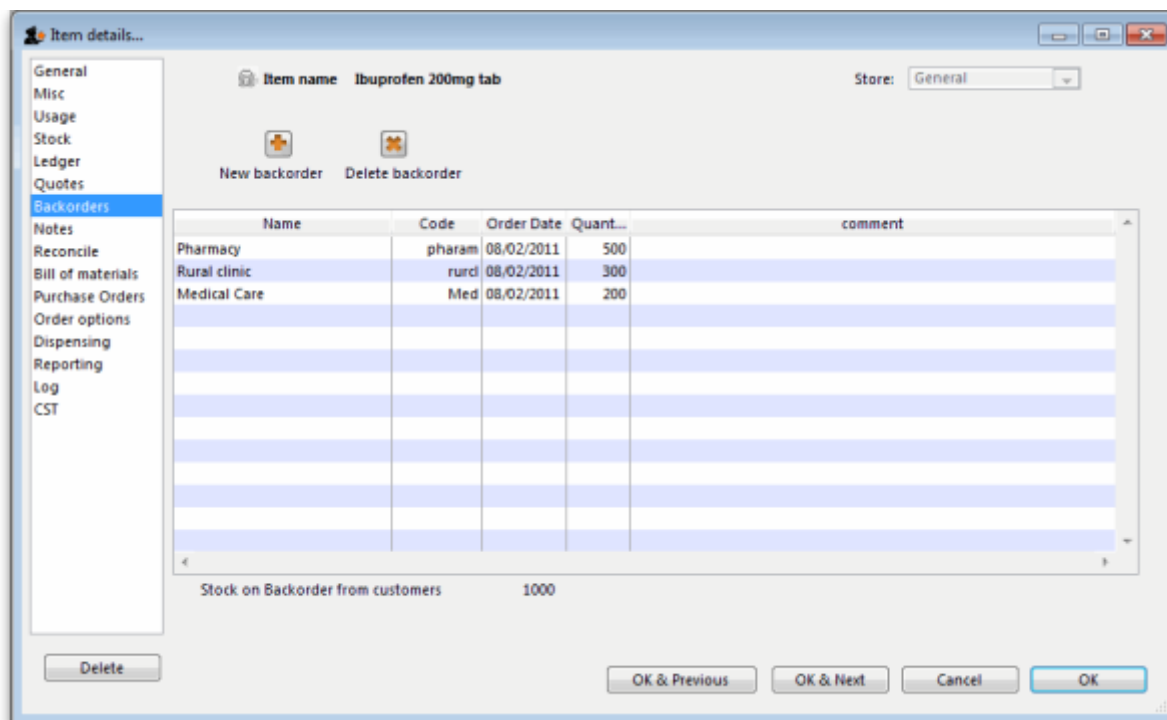 Item details...
General
Misc
Usage
Stock
Ledger
Quotes
Backorders
Notes
Reconcile
Bill of materials
Purchase Orders
Order options
Dispensing
Reporting
Log
CST
Item name Ibuprofen 200mg tab Store: General
New backorder Delete backorder
Name Code Order Date Quant... comment
Pharmacy pharam 08/02/2011 500
Rural clinic rurcl 08/02/2011 300
Medical Care Med 08/02/2011 200
Stock on Backorder from customers 1000
Delete
OK & Previous OK & Next Cancel OK